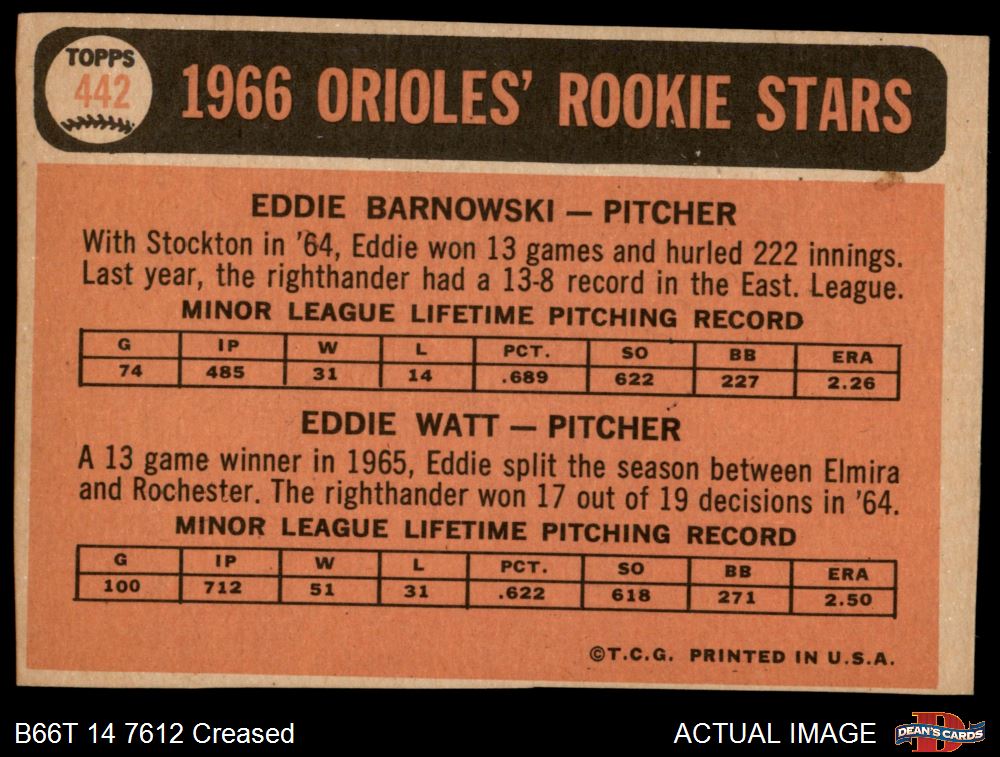 TOPPS
442
1966 ORIOLES' ROOKIE STARS
EDDIE BARNOWSKI — PITCHER
With Stockton in '64, Eddie won 13 games and hurled 222 innings.
Last year, the righthander had a 13-8 record in the East. League.
MINOR LEAGUE LIFETIME PITCHING RECORD
G IP W L PCT. SO BB ERA
74 485 31 14 .689 622 227 2.26
EDDIE WATT — PITCHER
A 13 game winner in 1965, Eddie split the season between Elmira
and Rochester. The righthander won 17 out of 19 decisions in '64.
MINOR LEAGUE LIFETIME PITCHING RECORD
G IP W L PCT. SO BB ERA
100 712 51 31 .622 618 271 2.50
©T.C.G. PRINTED IN U.S.A.
B66T 14 7612 Creased
ACTUAL IMAGE
D
DEAN'S CARDS